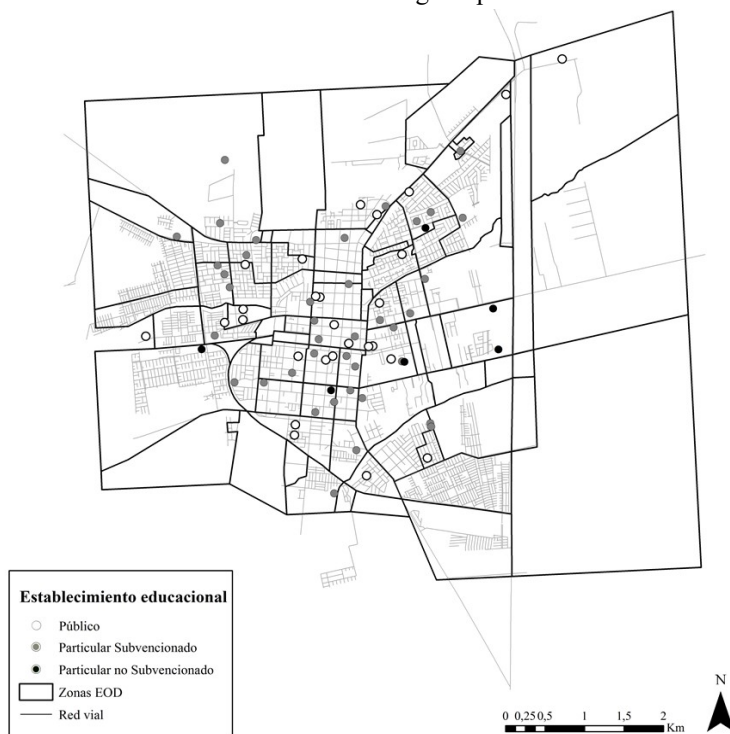 Establecimiento educacional
Público
Particular Subvencionado
Particular no Subvencionado
Zonas EOD
Red vial
N
0 0,25 0,5 1 1,5 2
Km